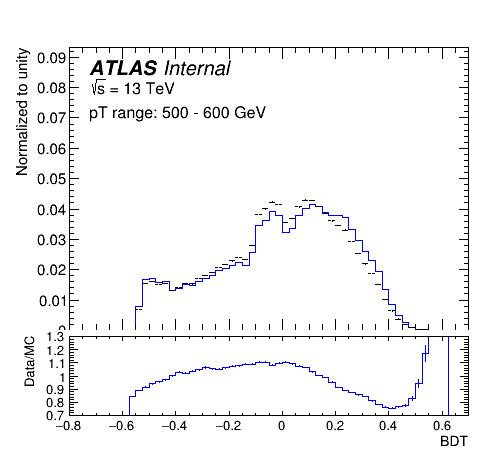 ATLAS Internal
√s = 13 TeV
pT range: 500 - 600 GeV
Normalized to unity
0.09
0.08
0.07
0.06
0.05
0.04
0.03
0.02
0.01
0
Data/MC
1.3
1.2
1.1
1
0.9
0.8
0.7
−0.8 −0.6 −0.4 −0.2 0 0.2 0.4 0.6
BDT